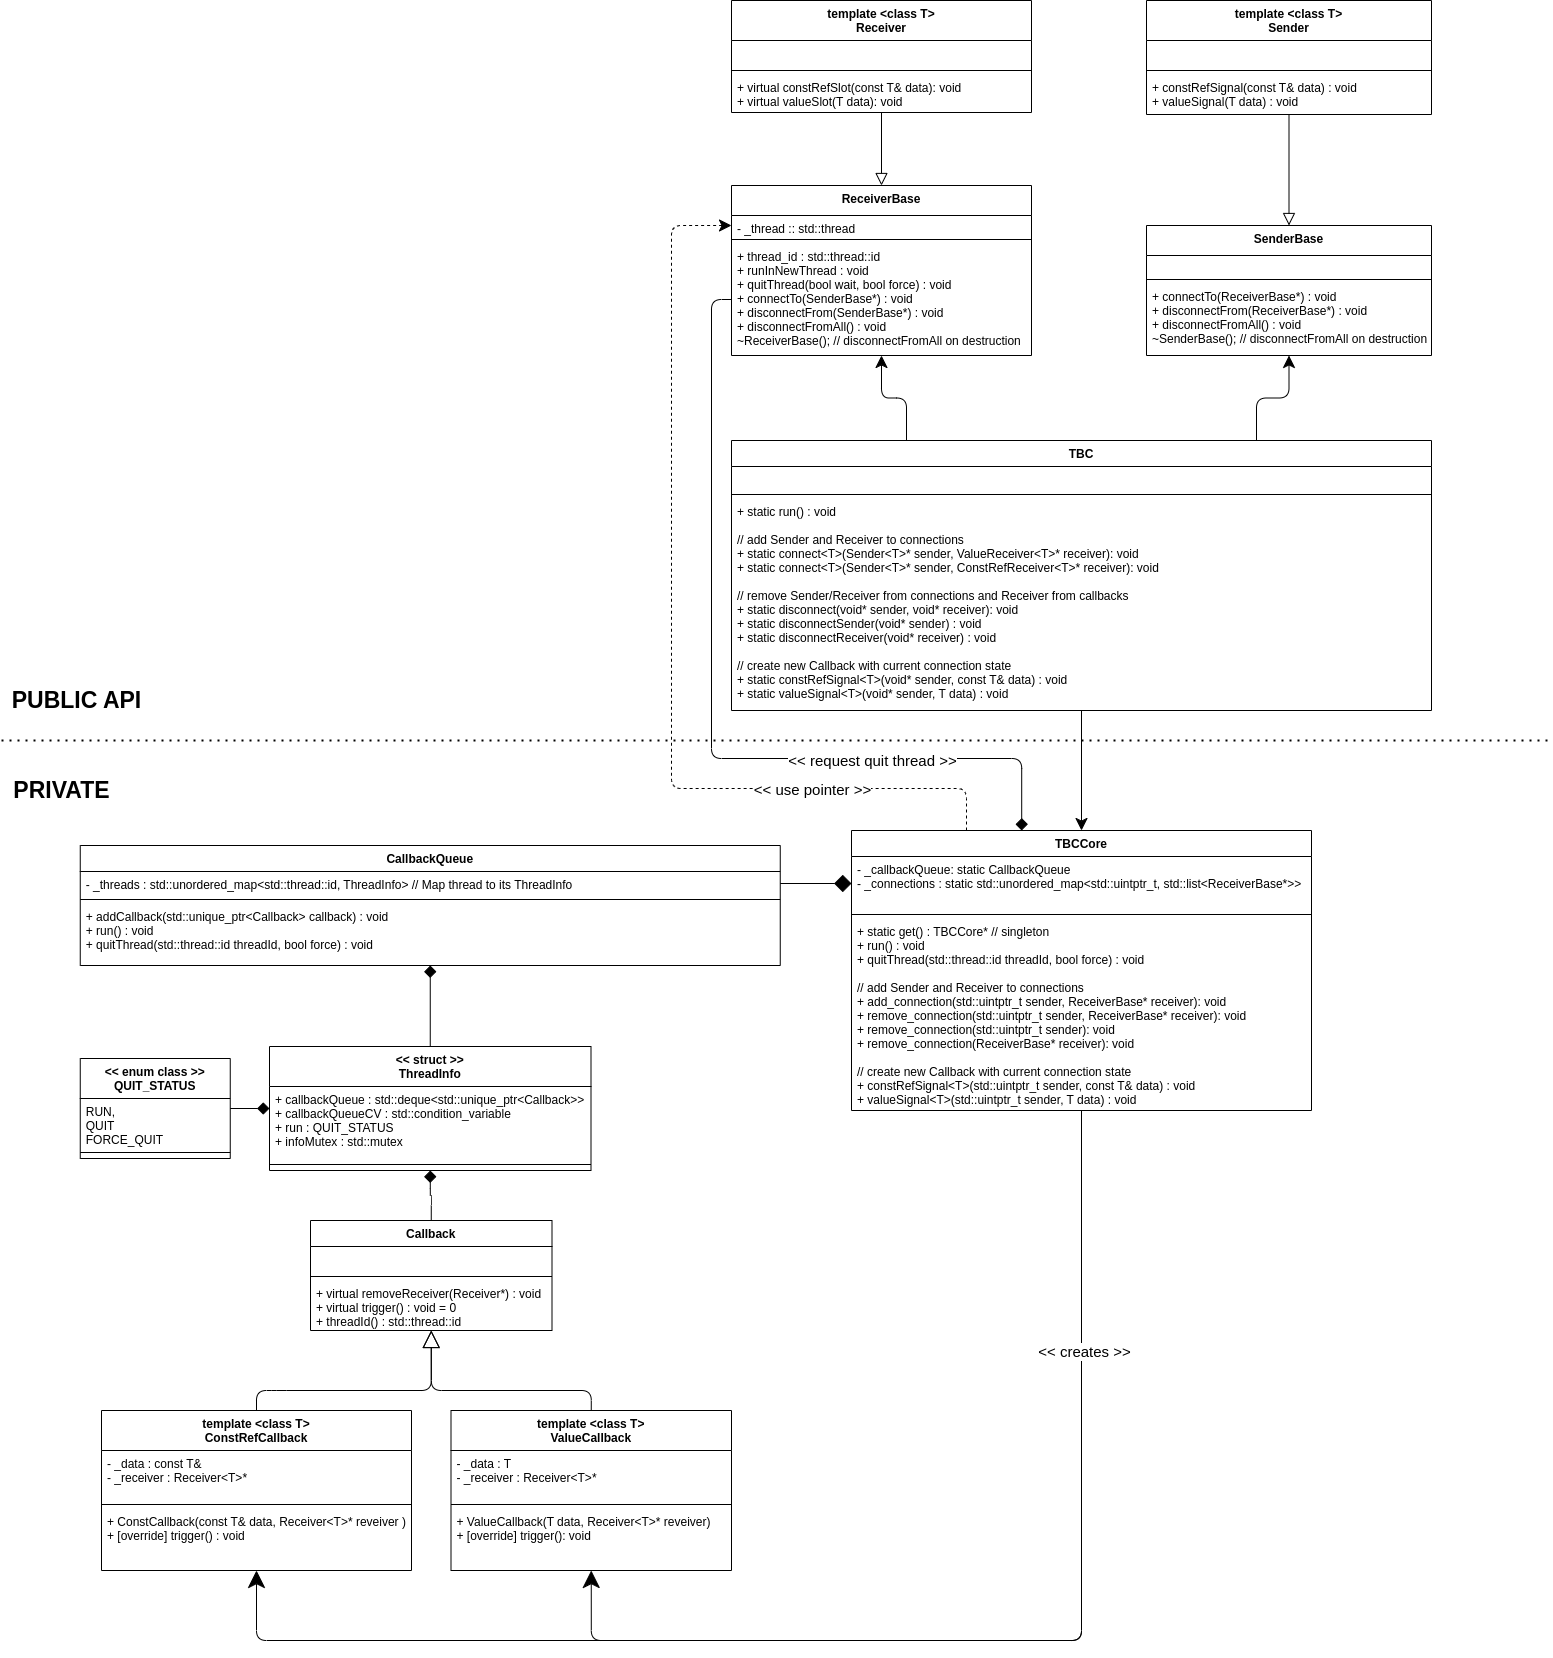 template <class T>
Receiver
+ virtual constRefSlot(const T& data): void
+ virtual valueSlot(T data): void
template <class T>
Sender
+ constRefSignal(const T& data) : void
+ valueSignal(T data) : void
ReceiverBase
- _thread :: std::thread
+ thread_id : std::thread::id
+ runInNewThread : void
+ quitThread(bool wait, bool force) : void
+ connectTo(SenderBase*) : void
+ disconnectFrom(SenderBase*) : void
+ disconnectFromAll() : void
~ReceiverBase(); // disconnectFromAll on destruction
SenderBase
+ connectTo(ReceiverBase*) : void
+ disconnectFrom(ReceiverBase*) : void
+ disconnectFromAll() : void
~SenderBase(); // disconnectFromAll on destruction
TBC
+ static run() : void
// add Sender and Receiver to connections
+ static connect<T>(Sender<T>* sender, ValueReceiver<T>* receiver): void
+ static connect<T>(Sender<T>* sender, ConstRefReceiver<T>* receiver): void
// remove Sender/Receiver from connections and Receiver from callbacks
+ static disconnect(void* sender, void* receiver): void
+ static disconnectSender(void* sender) : void
+ static disconnectReceiver(void* receiver) : void
// create new Callback with current connection state
+ static constRefSignal<T>(void* sender, const T& data) : void
+ static valueSignal<T>(void* sender, T data) : void
PUBLIC API
PRIVATE
<< request quit thread >>
<< use pointer >>
TBCCore
- _callbackQueue: static CallbackQueue
- _connections : static std::unordered_map<std::uintptr_t, std::list<ReceiverBase*>>
+ static get() : TBCCore* // singleton
+ run() : void
+ quitThread(std::thread::id threadId, bool force) : void
// add Sender and Receiver to connections
+ add_connection(std::uintptr_t sender, ReceiverBase* receiver): void
+ remove_connection(std::uintptr_t sender, ReceiverBase* receiver): void
+ remove_connection(std::uintptr_t sender): void
+ remove_connection(ReceiverBase* receiver): void
// create new Callback with current connection state
+ constRefSignal<T>(std::uintptr_t sender, const T& data) : void
+ valueSignal<T>(std::uintptr_t sender, T data) : void
CallbackQueue
- _threads : std::unordered_map<std::thread::id, ThreadInfo> // Map thread to its ThreadInfo
+ addCallback(std::unique_ptr<Callback> callback) : void
+ run() : void
+ quitThread(std::thread::id threadId, bool force) : void
<< enum class >>
QUIT_STATUS
RUN,
QUIT
FORCE_QUIT
<< struct >>
ThreadInfo
+ callbackQueue : std::deque<std::unique_ptr<Callback>>
+ callbackQueueCV : std::condition_variable
+ run : QUIT_STATUS
+ infoMutex : std::mutex
Callback
+ virtual removeReceiver(Receiver*) : void
+ virtual trigger() : void = 0
+ threadId() : std::thread::id
<< creates >>
template <class T>
ConstRefCallback
- _data : const T&
- _receiver : Receiver<T>*
+ ConstCallback(const T& data, Receiver<T>* reveiver )
+ [override] trigger() : void
template <class T>
ValueCallback
- _data : T
- _receiver : Receiver<T>*
+ ValueCallback(T data, Receiver<T>* reveiver)
+ [override] trigger(): void